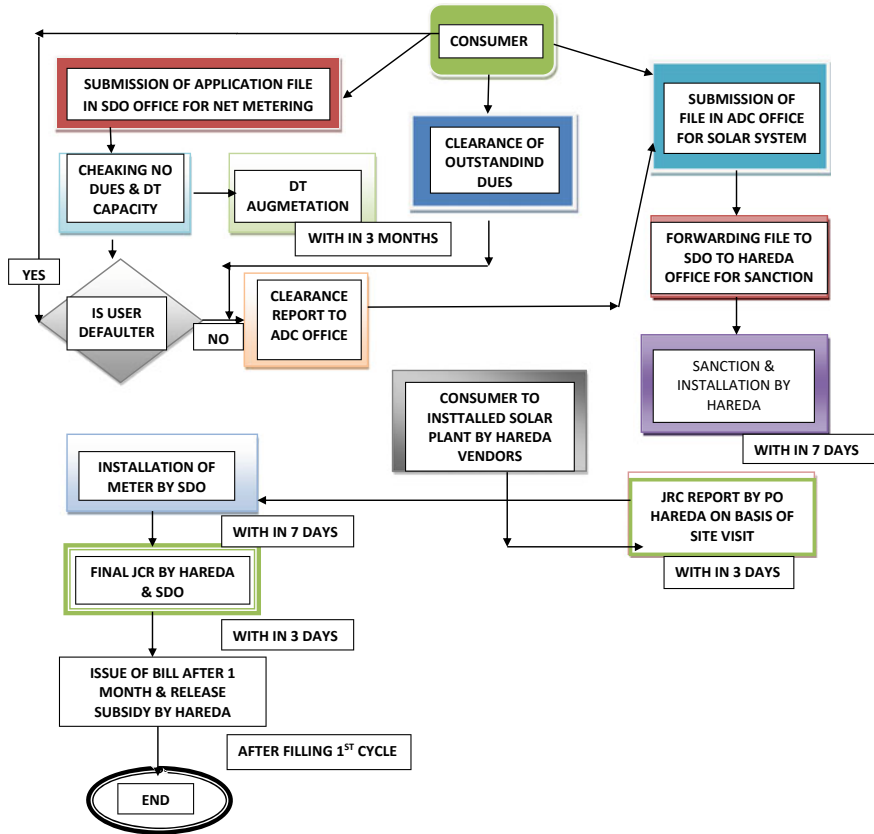 CONSUMER
SUBMISSION OF APPLICATION FILE
IN SDO OFFICE FOR NET METERING
SUBMISSION OF
FILE IN ADC OFFICE
FOR SOLAR SYSTEM
CLEARANCE OF
OUTSTANDIND
DUES
CHEAKING NO
DUES & DT
CAPACITY
DT
AUGMETATION
WITH IN 3 MONTHS
FORWARDING FILE TO
SDO TO HAREDA
OFFICE FOR SANCTION
YES
IS USER
DEFAULTER
NO
CLEARANCE
REPORT TO
ADC OFFICE
SANCTION &
INSTALLATION BY
HAREDA
WITH IN 7 DAYS
CONSUMER TO
INSTTALLED SOLAR
PLANT BY HAREDA
VENDORS
INSTALLATION OF
METER BY SDO
WITH IN 7 DAYS
JRC REPORT BY PO
HAREDA ON BASIS OF
SITE VISIT
WITH IN 3 DAYS
FINAL JCR BY HAREDA
& SDO
WITH IN 3 DAYS
ISSUE OF BILL AFTER 1
MONTH & RELEASE
SUBSIDY BY HAREDA
AFTER FILLING 1ST CYCLE
END